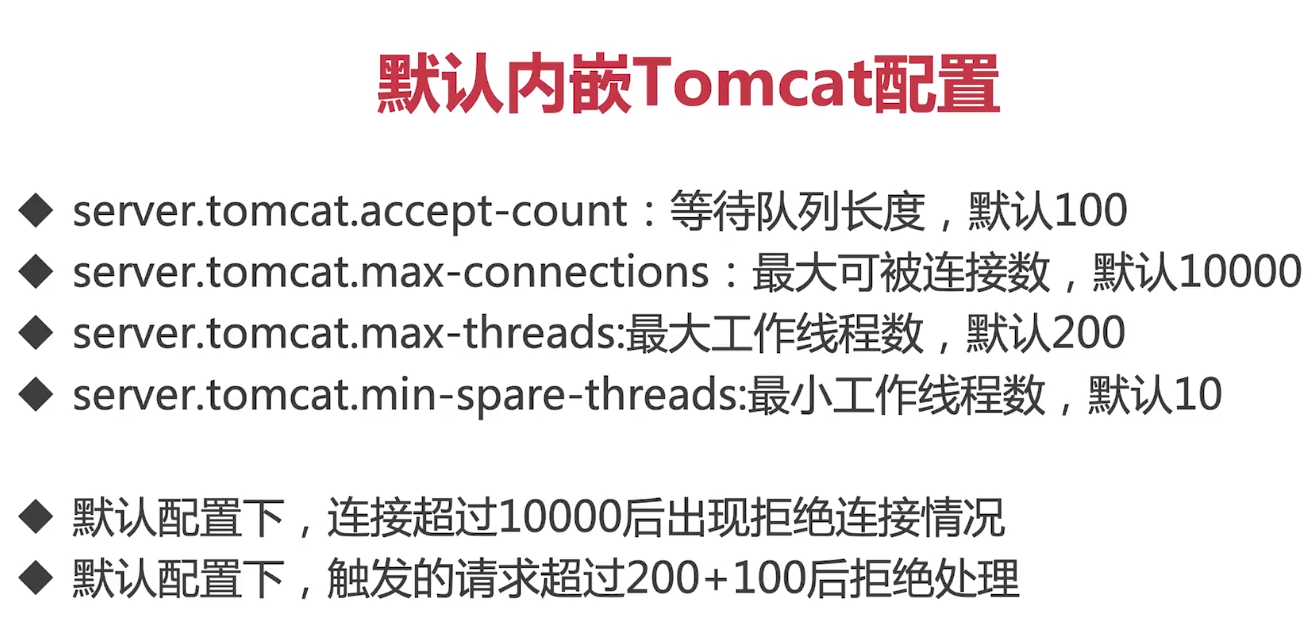 默认内嵌Tomcat配置
◆ server.tomcat.accept-count：等待队列长度，默认100
◆ server.tomcat.max-connections：最大可被连接数，默认10000
◆ server.tomcat.max-threads:最大工作线程数，默认200
◆ server.tomcat.min-spare-threads:最小工作线程数，默认10
◆ 默认配置下，连接超过10000后出现拒绝连接情况
◆ 默认配置下，触发的请求超过200+100后拒绝处理